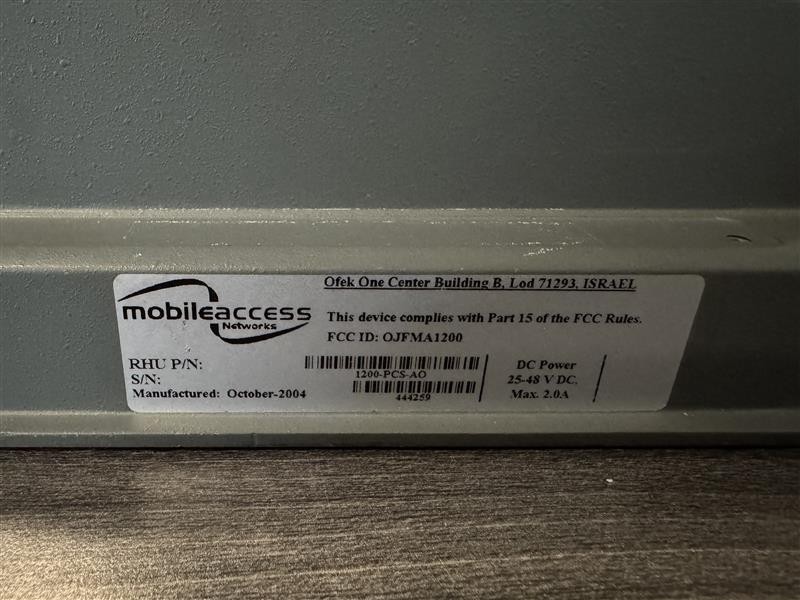 Ofek One Center Building B, Lod 71293, ISRAEL
mobileaccess
Networks
This device complies with Part 15 of the FCC Rules.
FCC ID: OJFMA1200
RHU P/N:
1200-PCS-AO
S/N:
444259
Manufactured: October-2004
DC Power
25-48 V DC,
Max. 2.0A